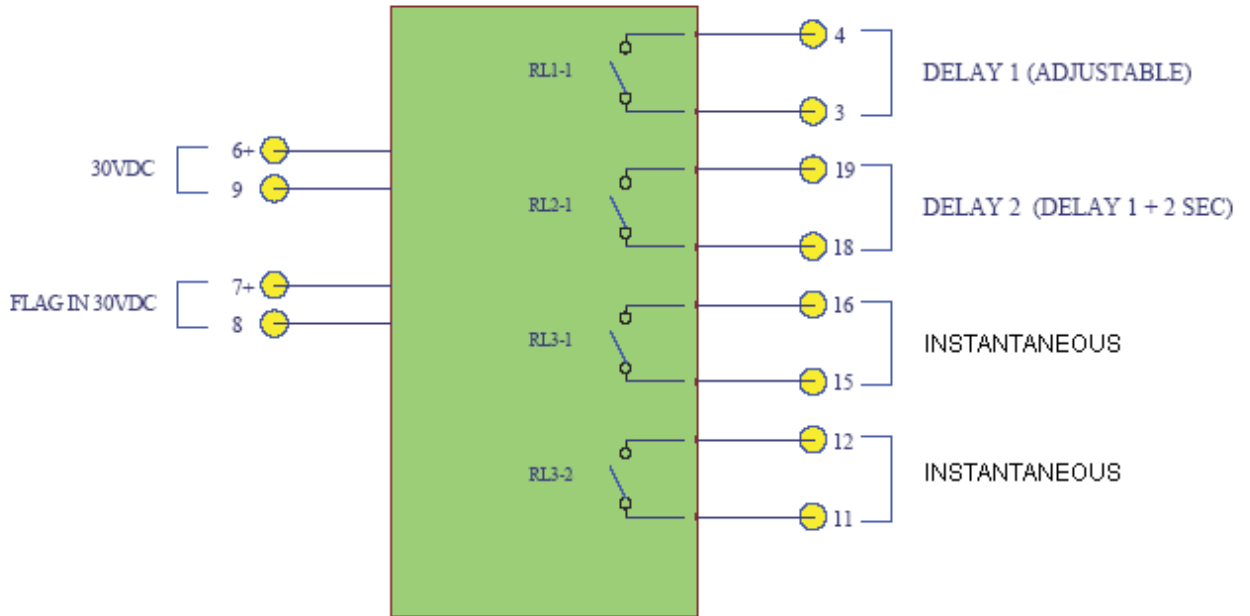 30VDC
6+
9
FLAG IN 30VDC
7+
8
RL1-1
4
3
DELAY 1 (ADJUSTABLE)
RL2-1
19
18
DELAY 2 (DELAY 1 + 2 SEC)
RL3-1
16
15
INSTANTANEOUS
RL3-2
12
11
INSTANTANEOUS